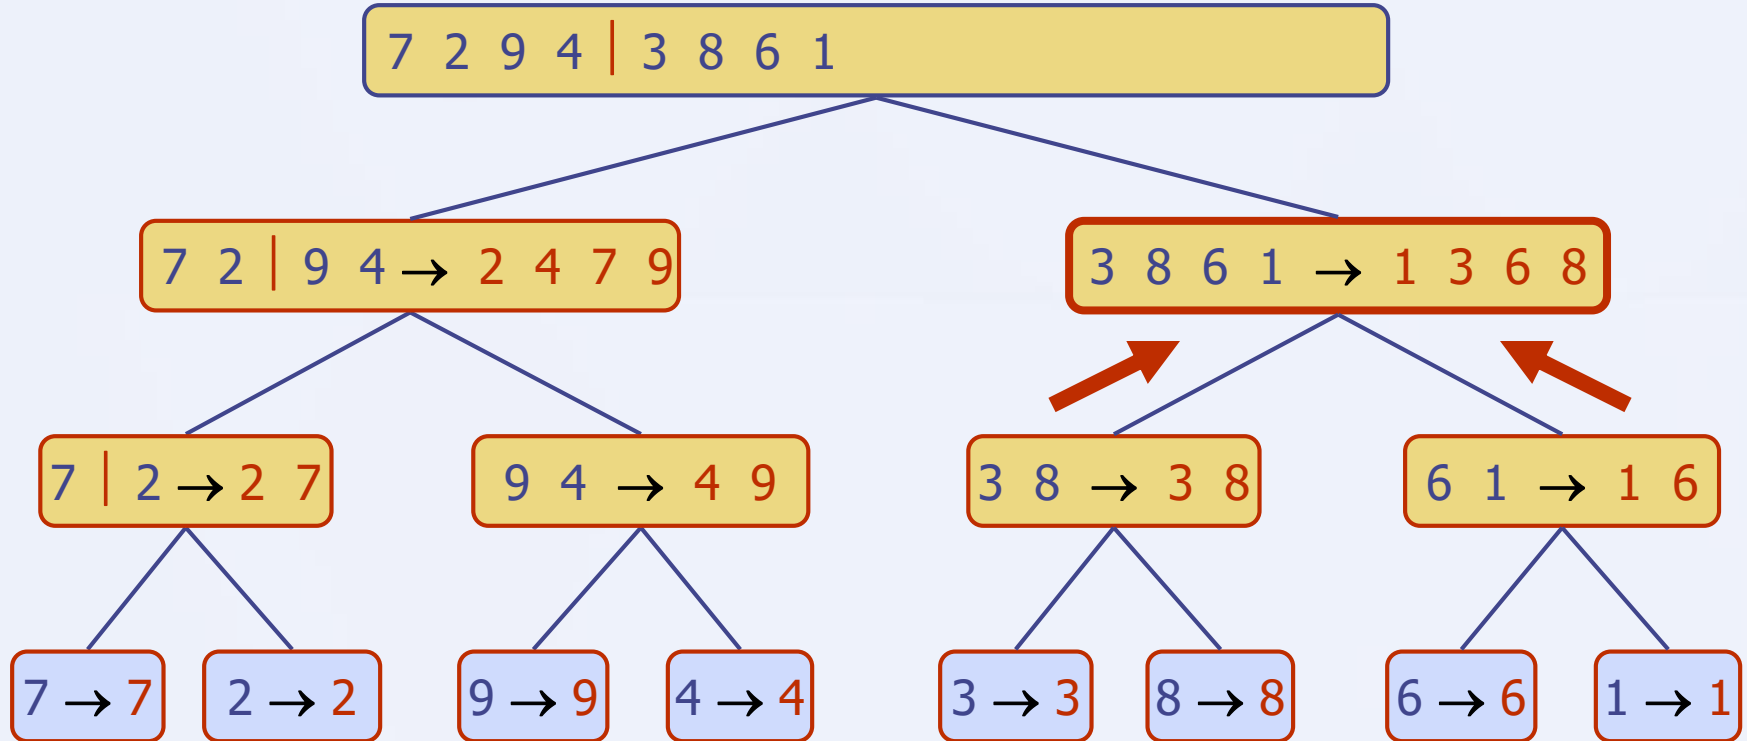 7 2 9 4 | 3 8 6 1
7 2 | 9 4 → 2 4 7 9
3 8 6 1 → 1 3 6 8
7 | 2 → 2 7
9 4 → 4 9
3 8 → 3 8
6 1 → 1 6
7 → 7
2 → 2
9 → 9
4 → 4
3 → 3
8 → 8
6 → 6
1 → 1